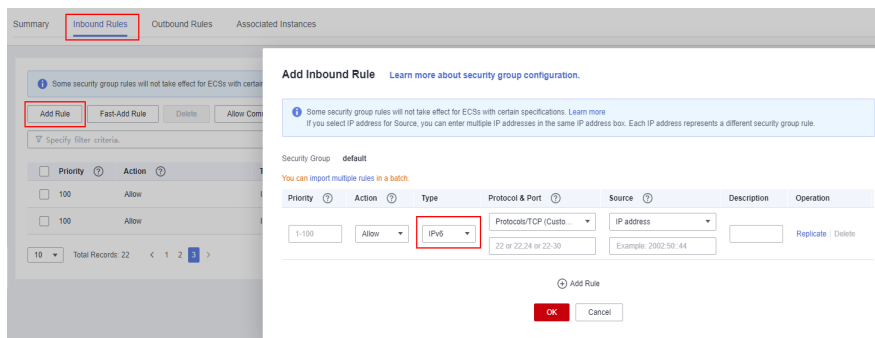 Summary Inbound Rules Outbound Rules Associated Instances
Some security group rules will not take effect for ECSs with certain
Add Rule Fast-Add Rule Delete Allow Com
Specify filter criteria.
Priority Action
100 Allow
100 Allow
10 Total Records: 22 < 1 2 3 >
Add Inbound Rule Learn more about security group configuration.
Some security group rules will not take effect for ECSs with certain specifications. Learn more
If you select IP address for Source, you can enter multiple IP addresses in the same IP address box. Each IP address represents a different security group rule.
Security Group default
You can import multiple rules in a batch.
Priority Action Type Protocol & Port Source Description Operation
1-100 Allow IPv6 Protocols/TCP (Custo... IP address Replicate | Delete
22 or 22,24 or 22-30 Example: 2002:50::44
Add Rule
OK Cancel